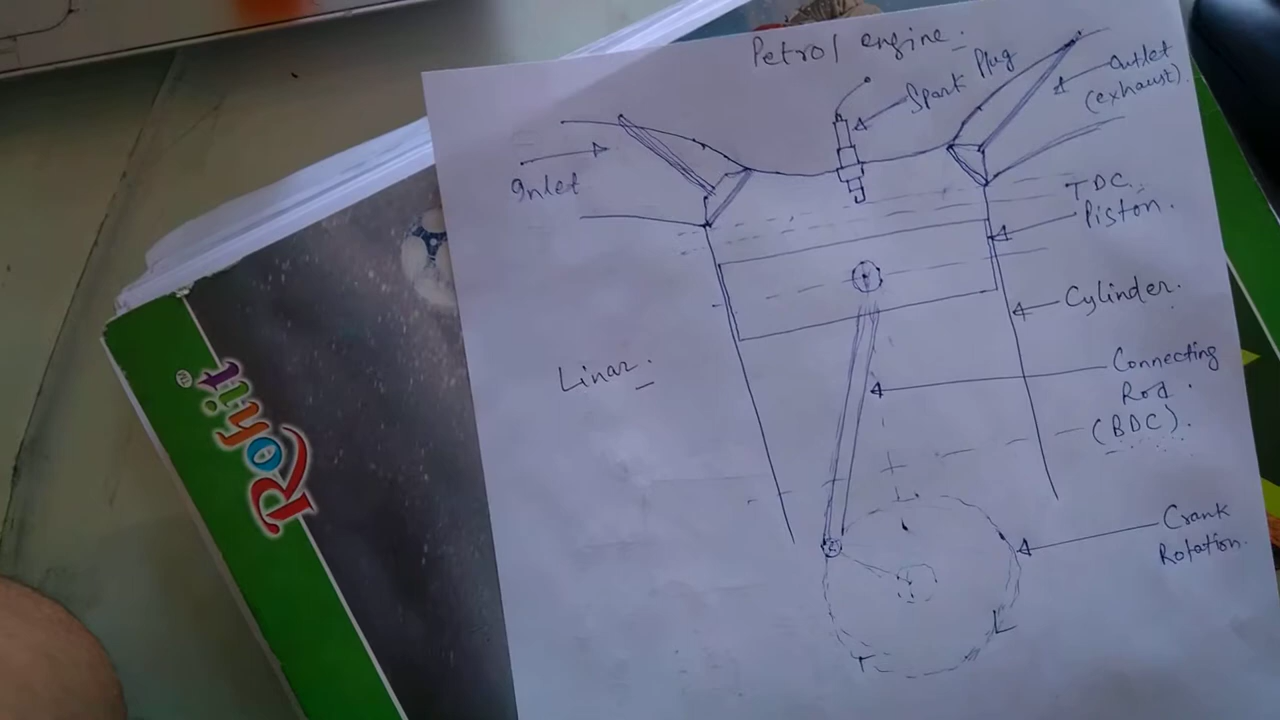 Petrol engine.
Spark Plug
Outlet
(exhaust).
Inlet
TDC.
Piston.
Cylinder.
Linar.
Connecting
Rod.
(BDC).
Crank
Rotation.
Rohit